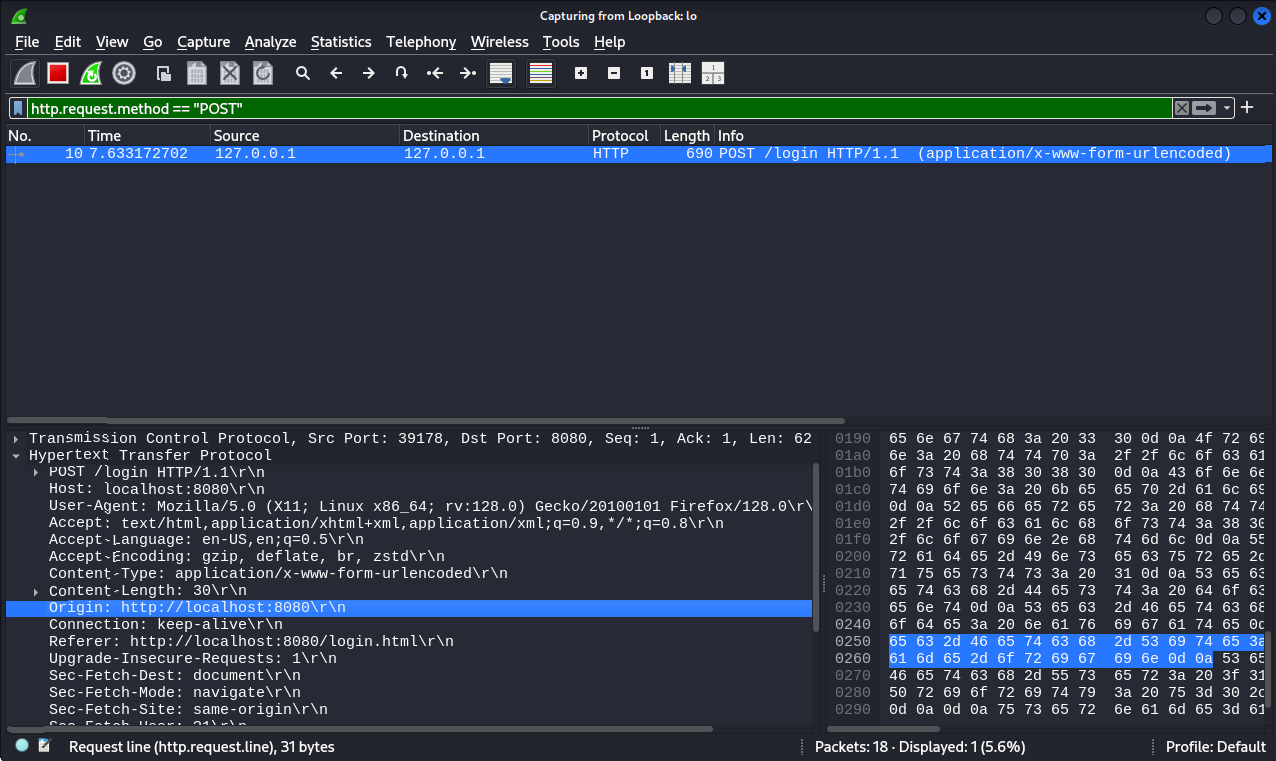 Capturing from Loopback: lo
File Edit View Go Capture Analyze Statistics Telephony Wireless Tools Help
http.request.method == "POST"
No. Time Source Destination Protocol Length Info
10 7.633172702 127.0.0.1 127.0.0.1 HTTP 690 POST /login HTTP/1.1 (application/x-www-form-urlencoded)
Transmission Control Protocol, Src Port: 39178, Dst Port: 8080, Seq: 1, Ack: 1, Len: 62
Hypertext Transfer Protocol
POST /login HTTP/1.1\r\n
Host: localhost:8080\r\n
User-Agent: Mozilla/5.0 (X11; Linux x86_64; rv:128.0) Gecko/20100101 Firefox/128.0\r\
Accept: text/html,application/xhtml+xml,application/xml;q=0.9,*/*;q=0.8\r\n
Accept-Language: en-US,en;q=0.5\r\n
Accept-Encoding: gzip, deflate, br, zstd\r\n
Content-Type: application/x-www-form-urlencoded\r\n
Content-Length: 30\r\n
Origin: http://localhost:8080\r\n
Connection: keep-alive\r\n
Referer: http://localhost:8080/login.html\r\n
Upgrade-Insecure-Requests: 1\r\n
Sec-Fetch-Dest: document\r\n
Sec-Fetch-Mode: navigate\r\n
Sec-Fetch-Site: same-origin\r\n
Sec-Fetch-User: ?1\r\n
0190 65 6e 67 74 68 3a 20 33 30 0d 0a 4f 72 69
01a0 6e 3a 20 68 74 74 70 3a 2f 2f 6c 6f 63 61
01b0 6f 73 74 3a 38 30 38 30 0d 0a 43 6f 6e 6e
01c0 74 69 6f 6e 3a 20 6b 65 65 70 2d 61 6c 69
01d0 0d 0a 52 65 66 65 72 65 72 3a 20 68 74 74
01e0 2f 2f 6c 6f 63 61 6c 68 6f 73 74 3a 38 30
01f0 2f 6c 6f 67 69 6e 2e 68 74 6d 6c 0d 0a 55
0200 72 61 64 65 2d 49 6e 73 65 63 75 72 65 2d
0210 71 75 65 73 74 73 3a 20 31 0d 0a 53 65 63
0220 65 74 63 68 2d 44 65 73 74 3a 20 64 6f 63
0230 65 6e 74 0d 0a 53 65 63 2d 46 65 74 63 68
0240 6f 64 65 3a 20 6e 61 76 69 67 61 74 65 0d
0250 65 63 2d 46 65 74 63 68 2d 53 69 74 65 3a
0260 61 6d 65 2d 6f 72 69 67 69 6e 0d 0a 53 65
0270 46 65 74 63 68 2d 55 73 65 72 3a 20 3f 31
0280 50 72 69 6f 72 69 74 79 3a 20 75 3d 30 2c
0290 0d 0a 0d 0a 75 73 65 72 6e 61 6d 65 3d 61
Request line (http.request.line), 31 bytes
Packets: 18 · Displayed: 1 (5.6%)
Profile: Default